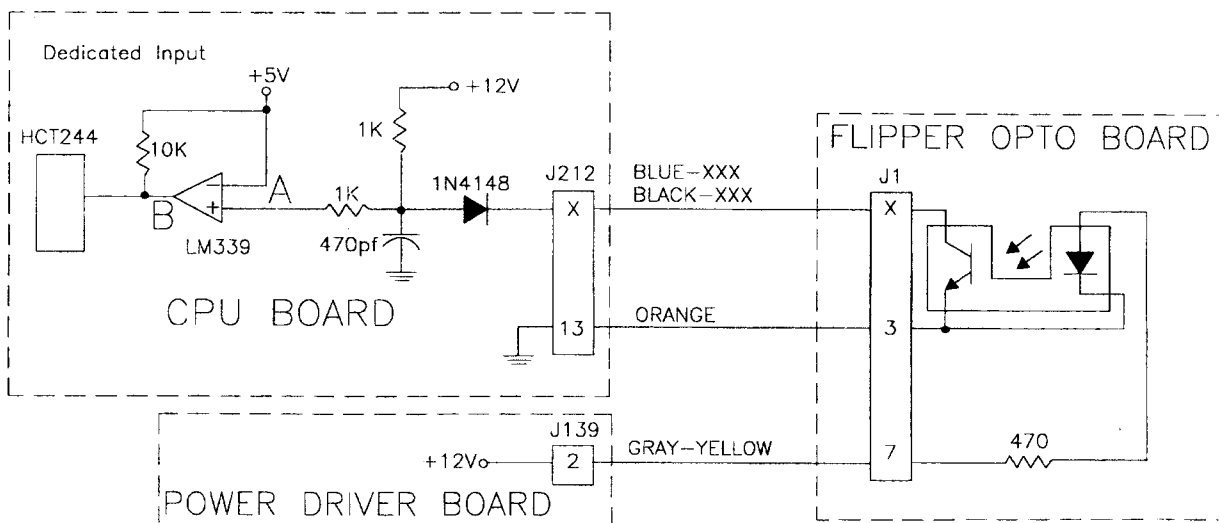 Dedicated Input
+5V
+12V
HCT244
10K
1K
A
B
LM339
1K
470pf
1N4148
J212
X
13
CPU BOARD
BLUE-XXX
BLACK-XXX
ORANGE
FLIPPER OPTO BOARD
J1
X
3
7
470
J139
2
+12V
GRAY-YELLOW
POWER DRIVER BOARD